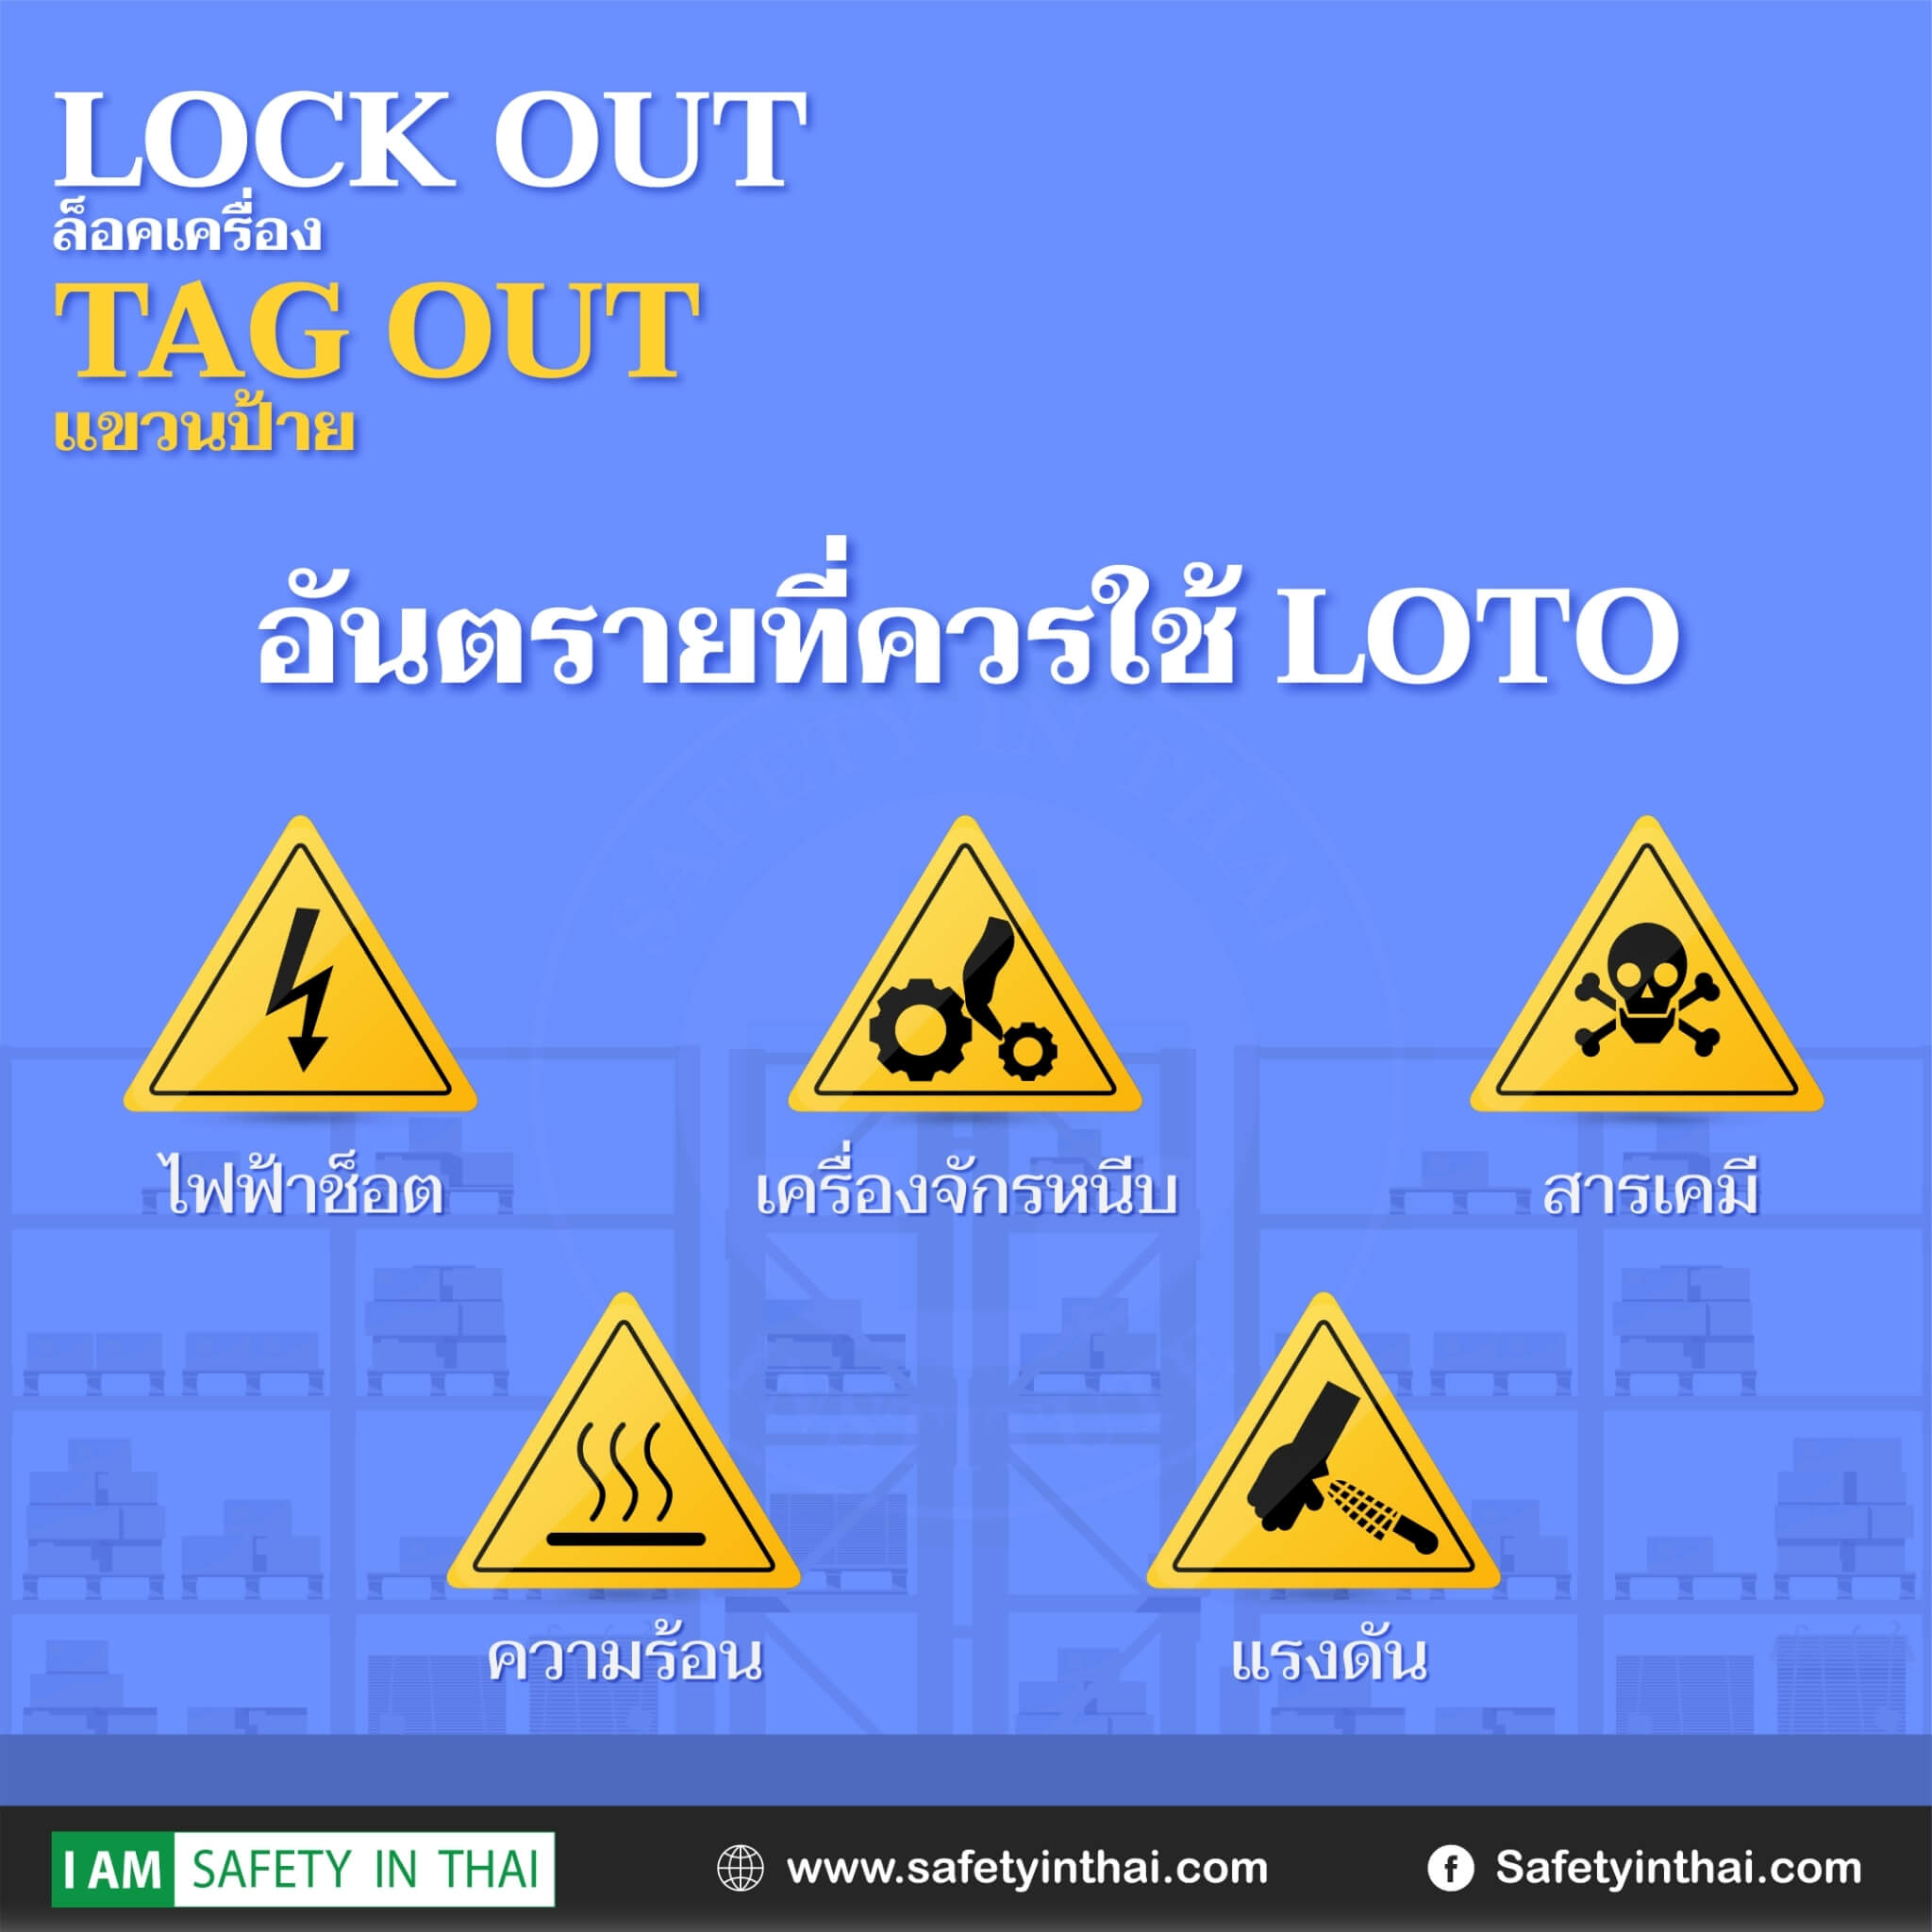 LOCK OUT
ล็อคเครื่อง
TAG OUT
แขวนป้าย
อันตรายที่ควรใช้ LOTO
SAFETY IN THAI
ไฟฟ้าช็อต
เครื่องจักรหนีบ
สารเคมี
ความร้อน
แรงดัน
I AM SAFETY IN THAI
www.safetyinthai.com
Safetyinthai.com